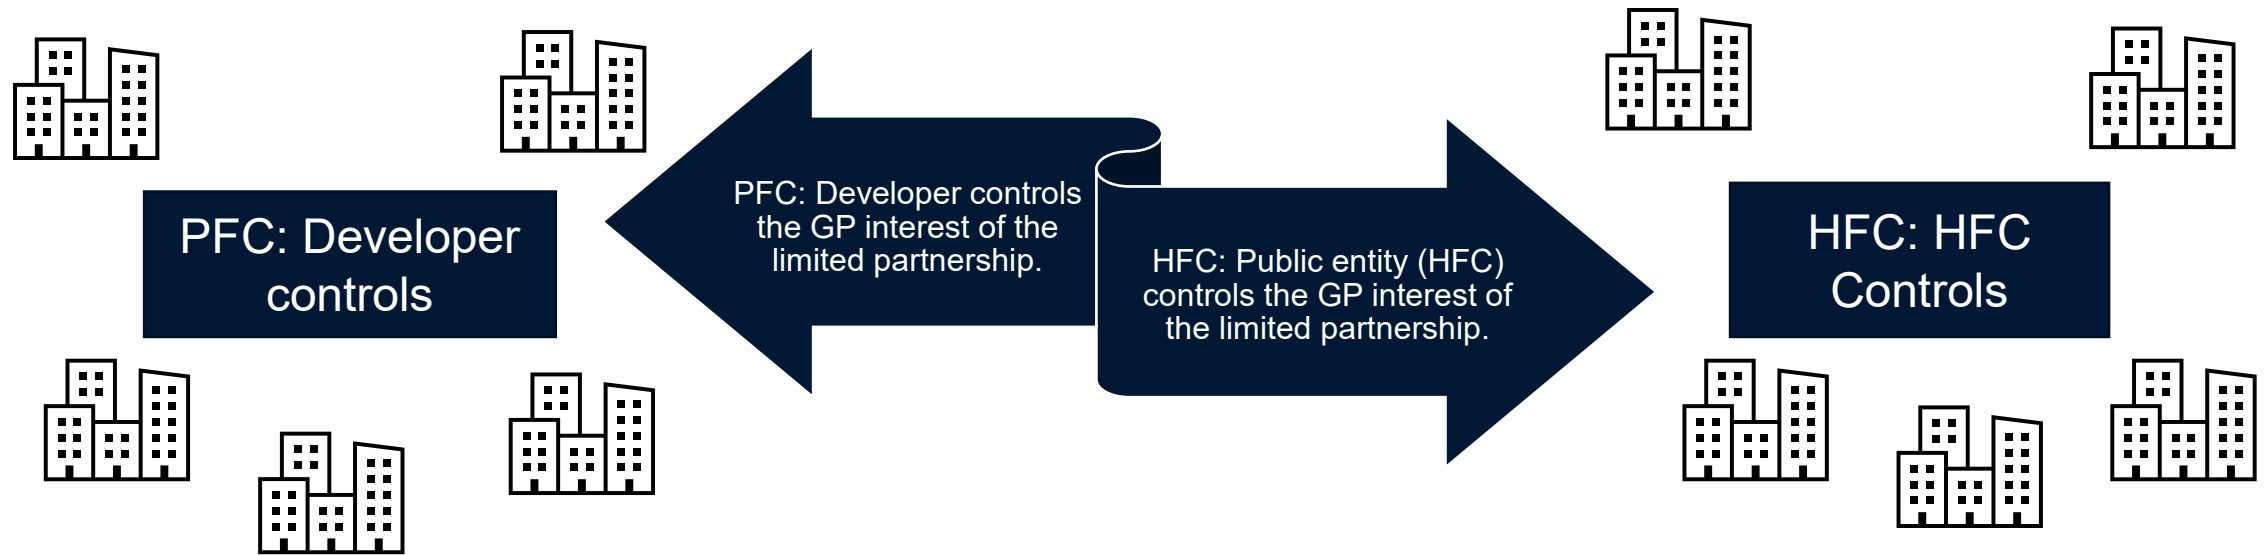 PFC: Developer
controls
PFC: Developer controls
the GP interest of the
limited partnership.
HFC: Public entity (HFC)
controls the GP interest of
the limited partnership.
HFC: HFC
Controls